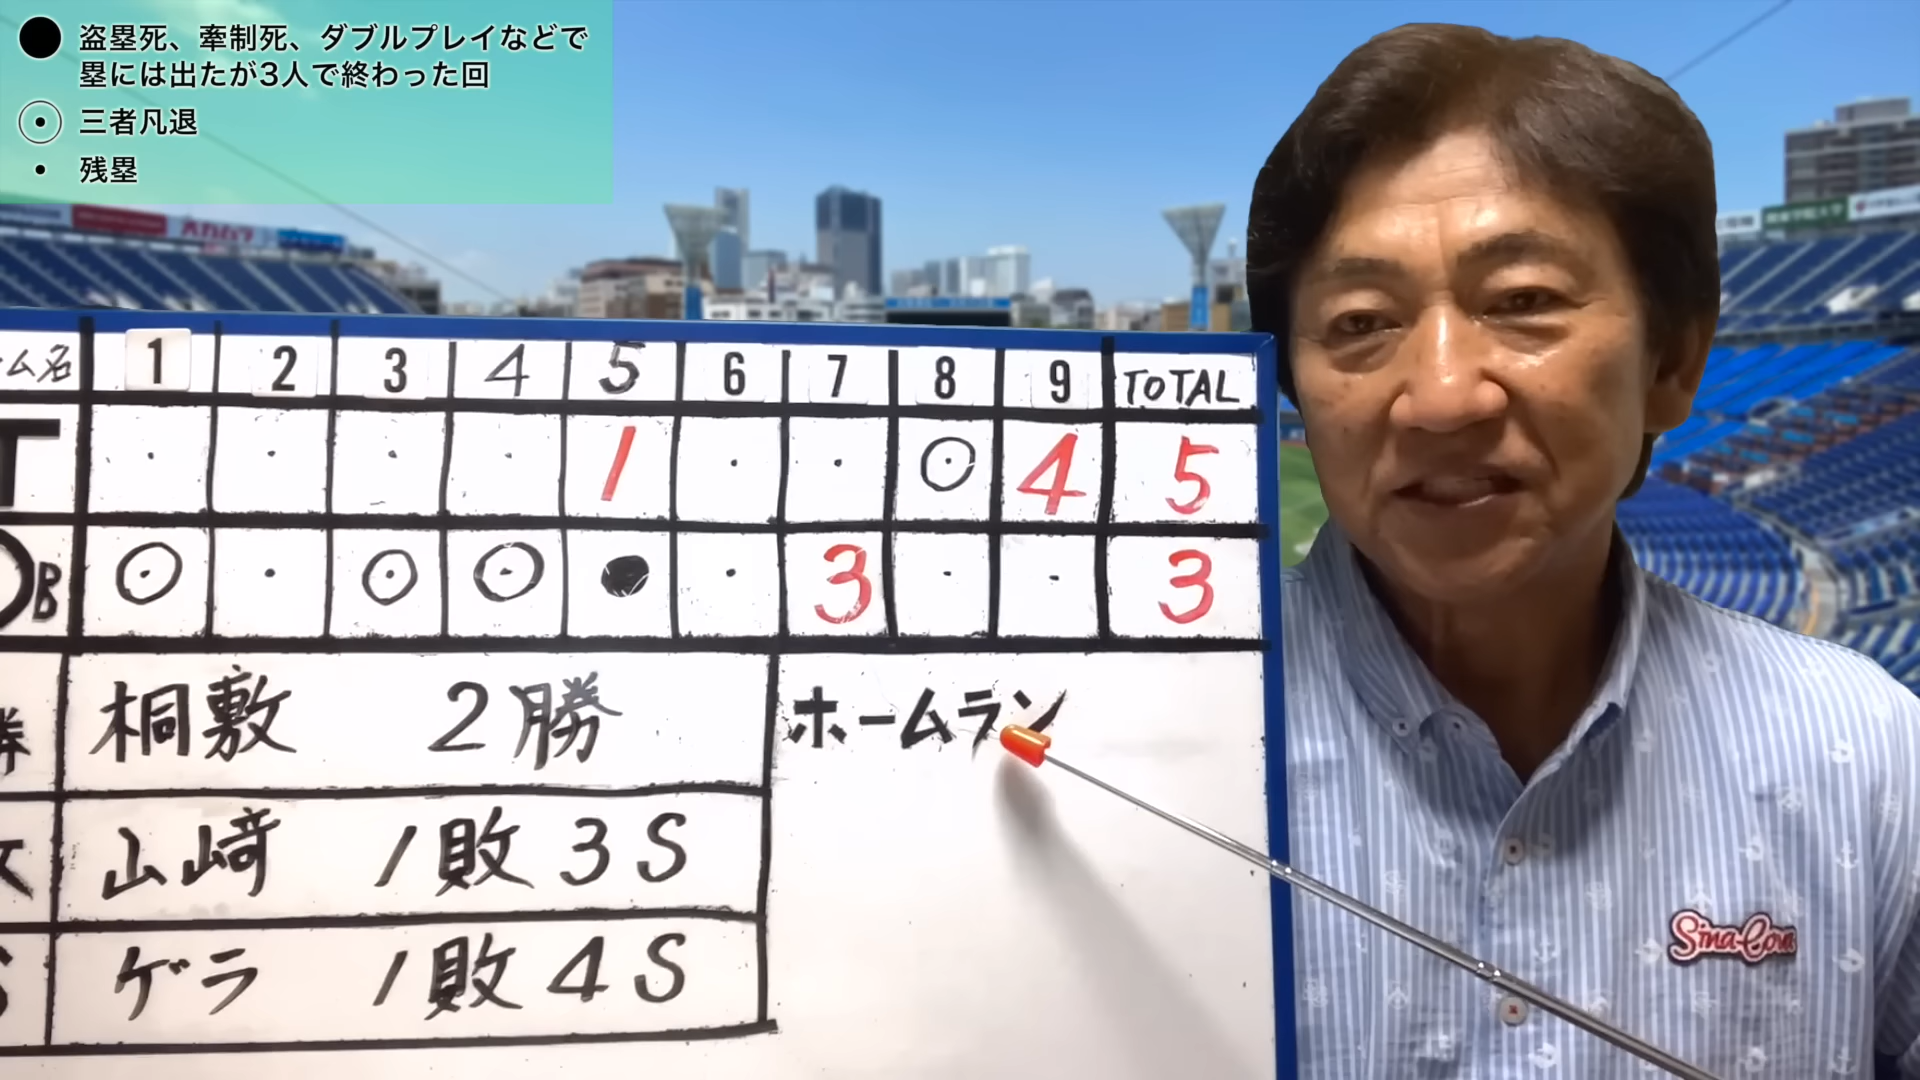 ● 盗塁死、牽制死、ダブルプレイなどで
塁には出たが3人で終わった回
三者凡退
・ 残塁
ーム名 1 2 3 4 5 6 7 8 9 TOTAL
T 1 4 5
B 3 3
勝 桐敷 2勝
山﨑 1敗3S
S ゲラ 1敗4S
ホームラン
Sina-Cova